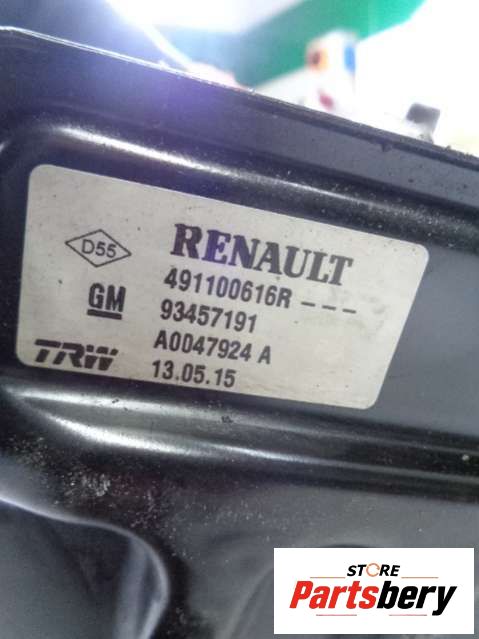 D55
RENAULT
491100616R ---
GM
93457191
A0047924 A
TRW
13.05.15
STORE
Partsbery